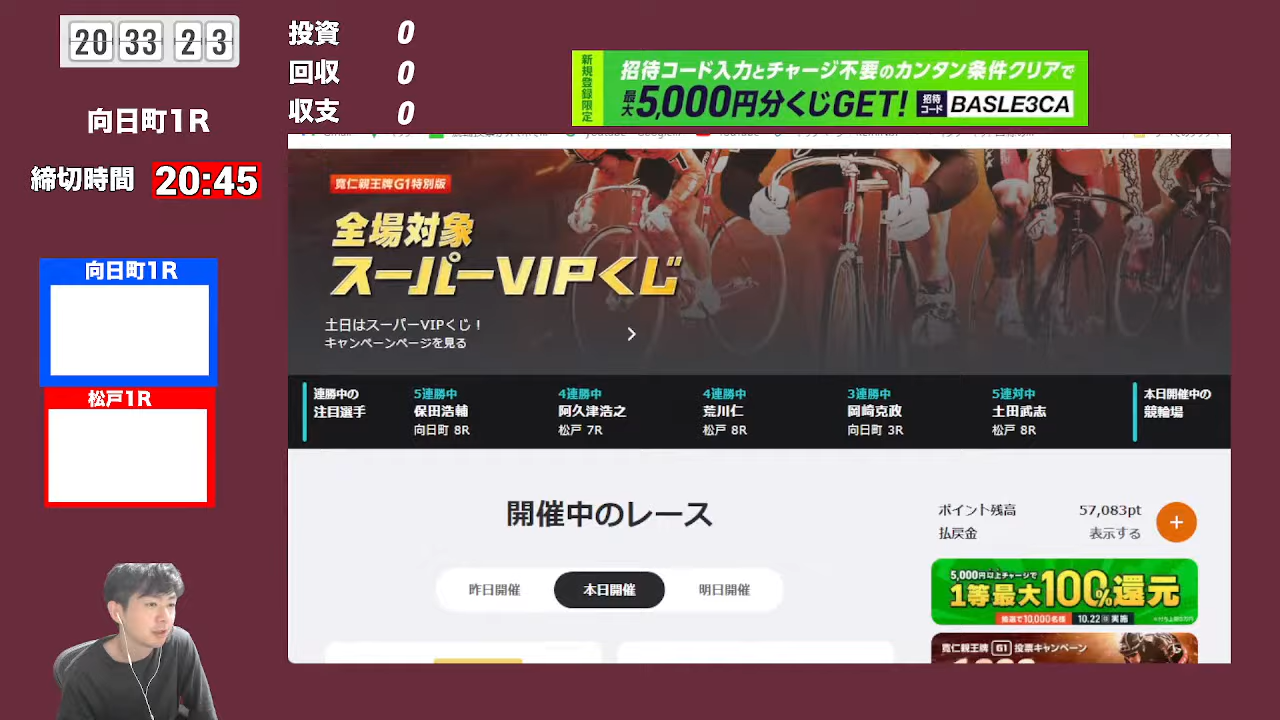 20 33 23
投資 0
回収 0
収支 0
向日町1R
締切時間 20:45
新規登録限定
招待コード入力とチャージ不要のカンタン条件クリアで
最大5,000円分くじGET! 招待コード BASLE3CA
寛仁親王牌G1特別版
全場対象
スーパーVIPくじ
土日はスーパーVIPくじ！
キャンペーンページを見る
向日町1R
松戸1R
連勝中の注目選手
5連勝中
保田浩輔
向日町 8R
4連勝中
阿久津浩之
松戸 7R
4連勝中
荒川仁
松戸 8R
3連勝中
岡崎克政
向日町 3R
5連対中
土田武志
松戸 8R
本日開催中の競輪場
開催中のレース
昨日開催 本日開催 明日開催
ポイント残高 57,083pt
払戻金 表示する
+
5,000円以上チャージで
1等最大100%還元
抽選で10,000名様 10.22 実施
寛仁親王牌 G1 投票キャンペーン